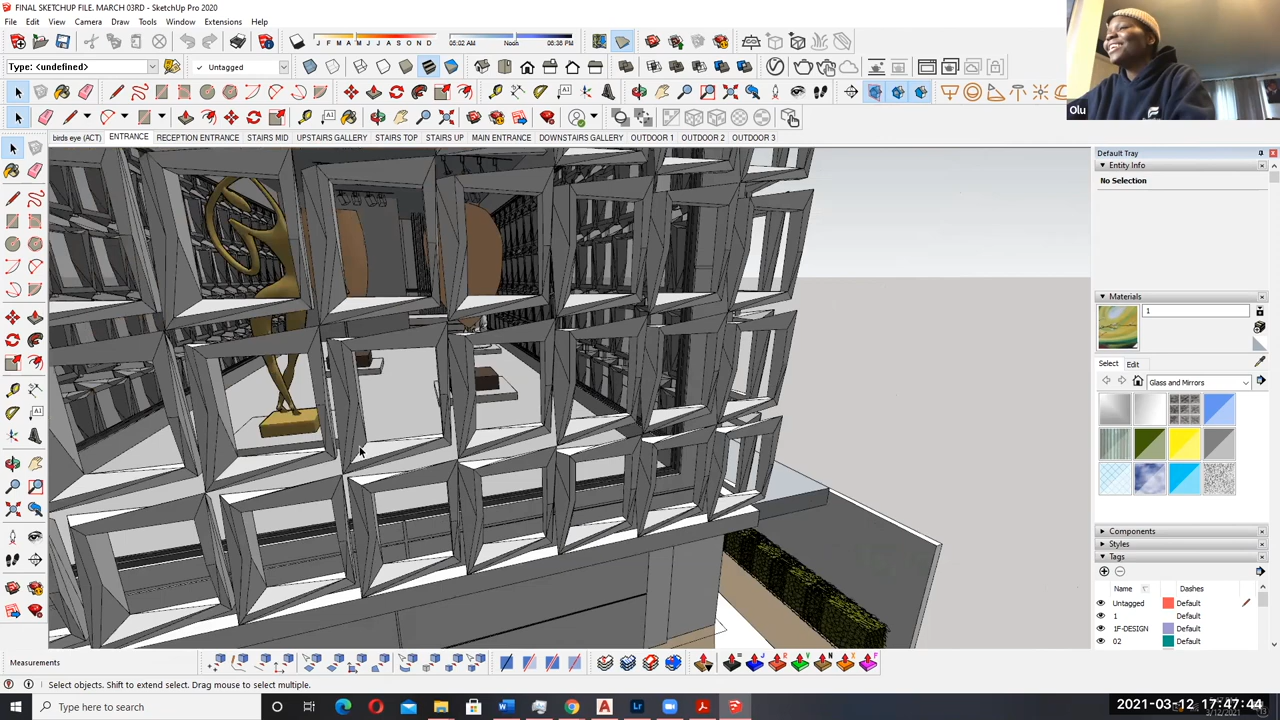 FINAL SKETCHUP FILE. MARCH 03RD - SketchUp Pro 2020
File Edit View Camera Draw Tools Window Extensions Help
J F M A M J J A S O N D
05:02 AM Noon 06:36 PM
Type: <undefined>
Untagged
birds eye (ACT) ENTRANCE RECEPTION ENTRANCE STAIRS MID UPSTAIRS GALLERY STAIRS TOP STAIRS UP MAIN ENTRANCE DOWNSTAIRS GALLERY OUTDOOR 1 OUTDOOR 2 OUTDOOR 3
Olu
Default Tray
Entity Info
No Selection
Materials
1
Select Edit
Glass and Mirrors
Components
Styles
Tags
Name Dashes
Untagged Default
1 Default
1F-DESIGN Default
02 Default
Measurements
Select objects. Shift to extend select. Drag mouse to select multiple.
Type here to search
2021-03-12 17:47:44